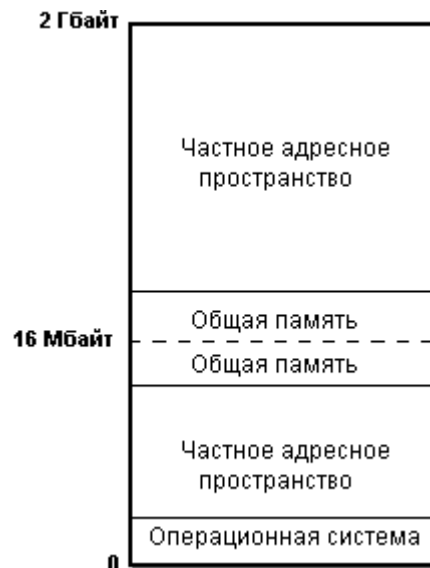 2 Гбайт
Частное адресное
пространство
Общая память
16 Мбайт
Общая память
Частное адресное
пространство
Операционная система
0